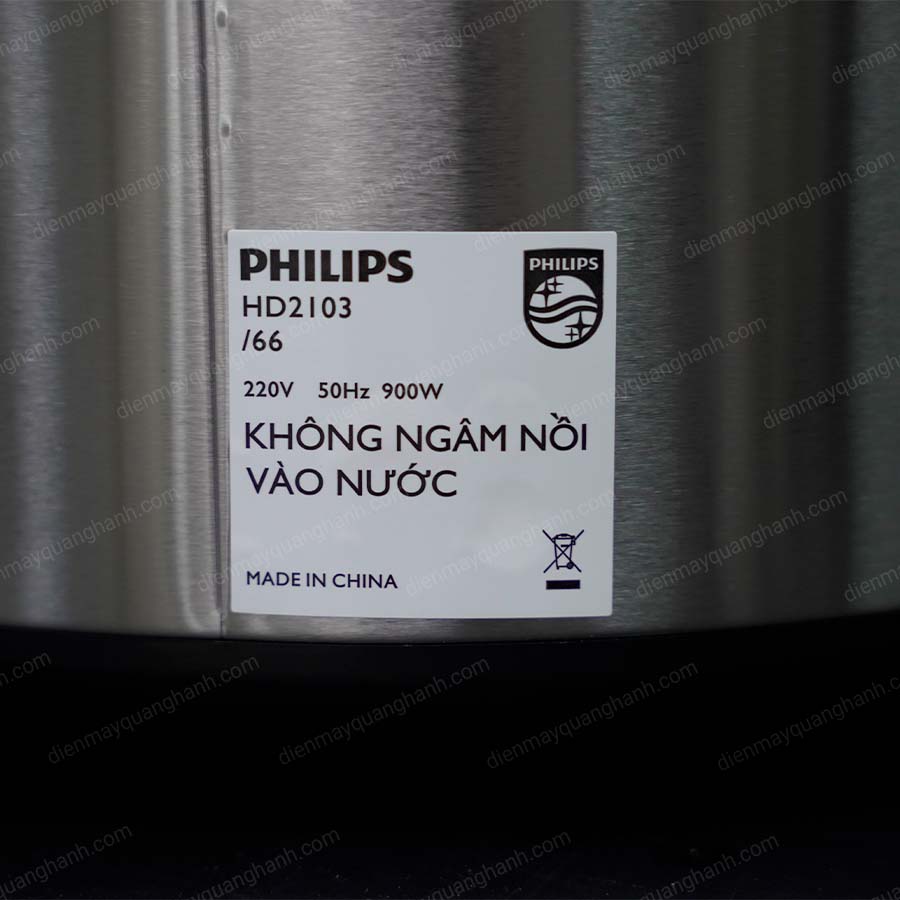 PHILIPS
PHILIPS
HD2103
/66
220V 50Hz 900W
KHÔNG NGÂM NỒI
VÀO NƯỚC
MADE IN CHINA
dienmayquanghanh.com